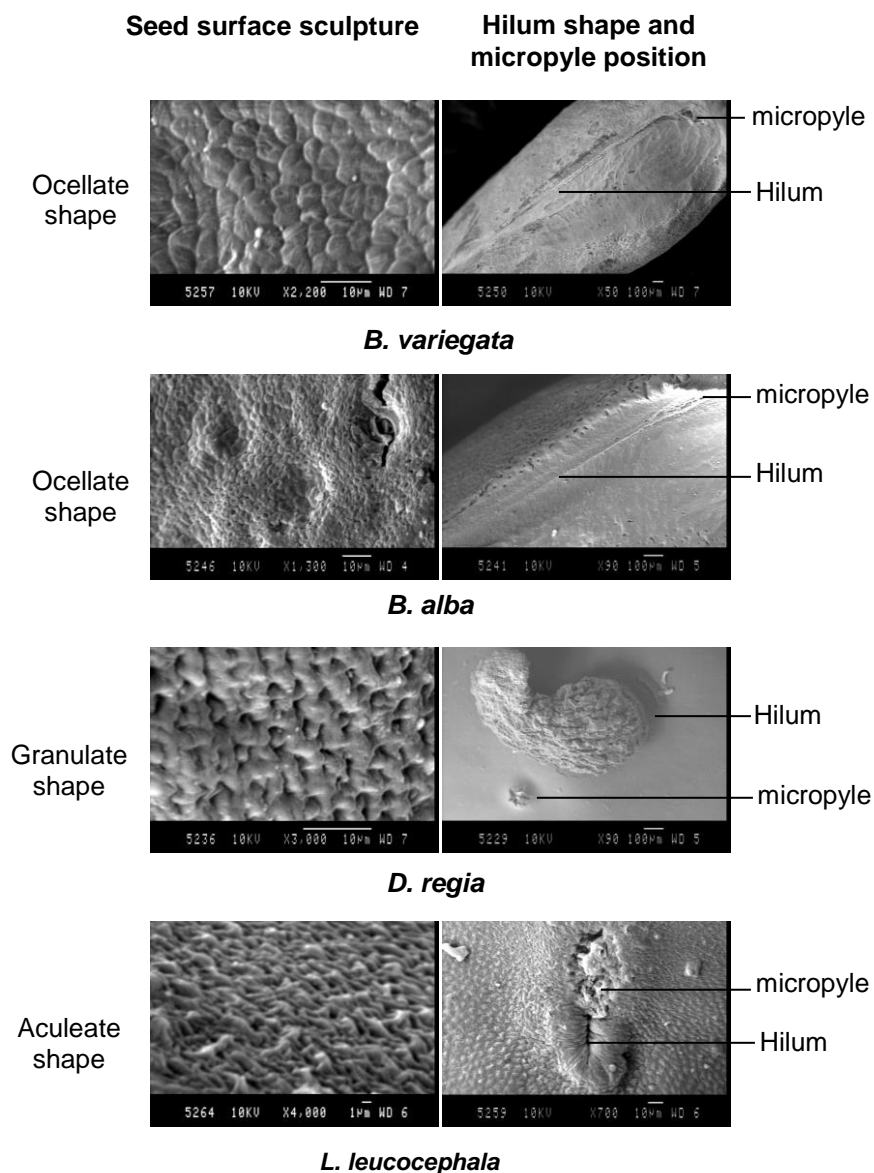 Seed surface sculpture
Hilum shape and
micropyle position
Ocellate
shape
micropyle
Hilum
5257 10KV X2,200 10µm WD 7
5250 10KV X50 100µm WD 7
B. variegata
Ocellate
shape
micropyle
Hilum
5246 10KV X1,300 10µm WD 4
5241 10KV X90 100µm WD 5
B. alba
Granulate
shape
Hilum
micropyle
5236 10KV X3,000 10µm WD 7
5229 10KV X90 100µm WD 5
D. regia
Aculeate
shape
micropyle
Hilum
5264 10KV X4,000 1µm WD 6
5259 10KV X700 10µm WD 6
L. leucocephala